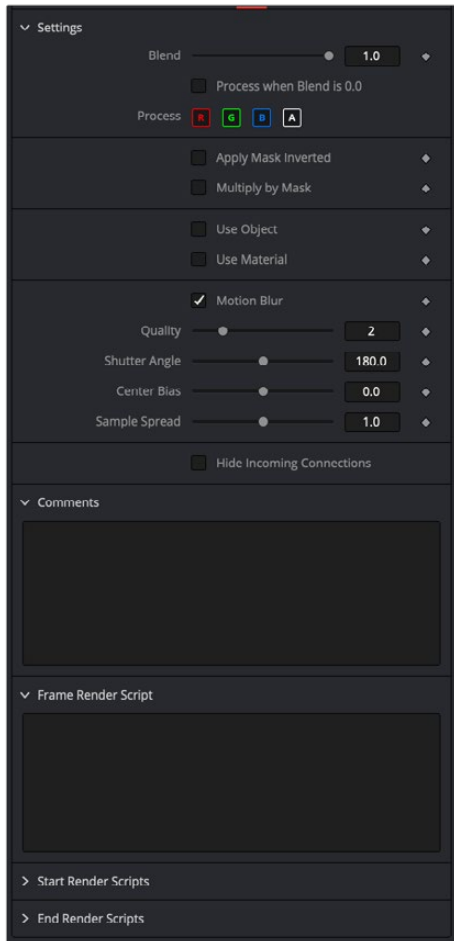 Settings
Blend 1.0
Process when Blend is 0.0
Process R G B A
Apply Mask Inverted
Multiply by Mask
Use Object
Use Material
Motion Blur
Quality 2
Shutter Angle 180.0
Center Bias 0.0
Sample Spread 1.0
Hide Incoming Connections
Comments
Frame Render Script
Start Render Scripts
End Render Scripts